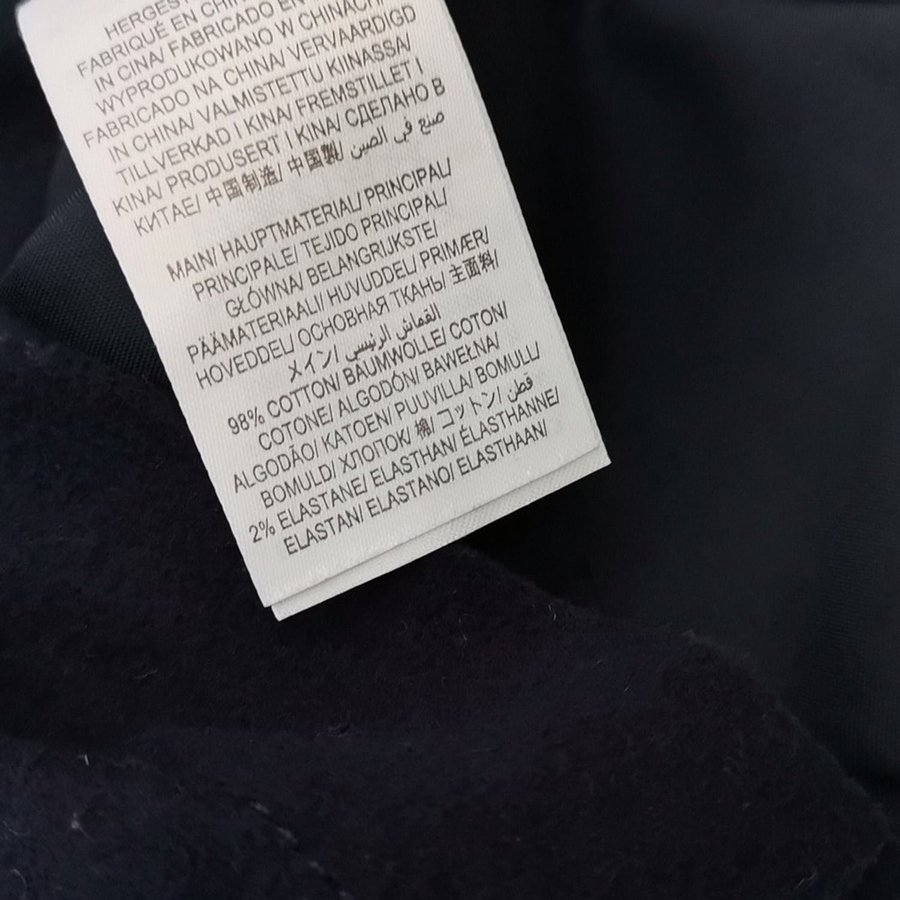 HERGES
FABRIQUÉ EN CHIN
IN CINA/ FABRICADO EN
WYPRODUKOWANO W CHINACH
FABRICADO NA CHINA/ VERVAARDIGD
IN CHINA/ VALMISTETTU KIINASSA/
TILLVERKAD I KINA/ FREMSTILLET I
KINA/ PRODUSERT I KINA/ СДЕЛАНО В
КИТАЕ/ 中国制造/ 中国製/ صنع في الصين
MAIN/ HAUPTMATERIAL/ PRINCIPAL/
PRINCIPALE/ TEJIDO PRINCIPAL/
GŁÓWNA/ BELANGRIJKSTE/
PÄÄMATERIAALI/ HUVUDDEL/ PRIMÆR/
HOVEDDEL/ ОСНОВНАЯ ТКАНЬ/ 主面料/
メイン/ القماش الرئيسي
98% COTTON/ BAUMWOLLE/ COTON/
COTONE/ ALGODÓN/ BAWEŁNA/
ALGODÃO/ KATOEN/ PUUVILLA/ BOMULL/
BOMULD/ ХЛОПОК/ 棉/ コットン/ قطن
2% ELASTANE/ ELASTHAN/ ÉLASTHANNE/
ELASTAN/ ELASTANO/ ELASTHAAN/